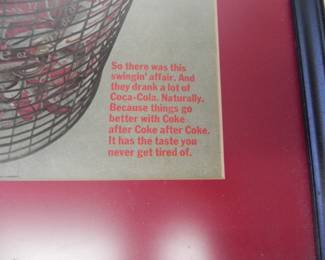 So there was this
swingin' affair. And
they drank a lot of
Coca-Cola. Naturally.
Because things go
better with Coke
after Coke after Coke.
It has the taste you
never get tired of.